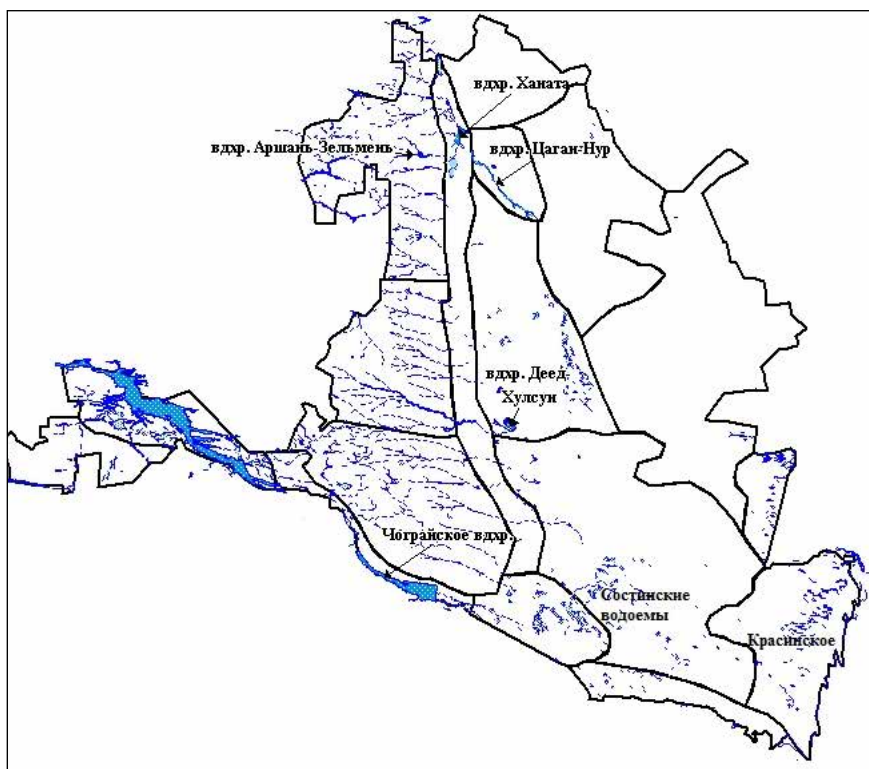 вдхр. Ханата
вдхр. Аршань-Зельмень
вдхр. Цаган-Нур
вдхр. Деед-
Хулсун
Чограйское вдхр.
Состинские
водоемы
Красинское